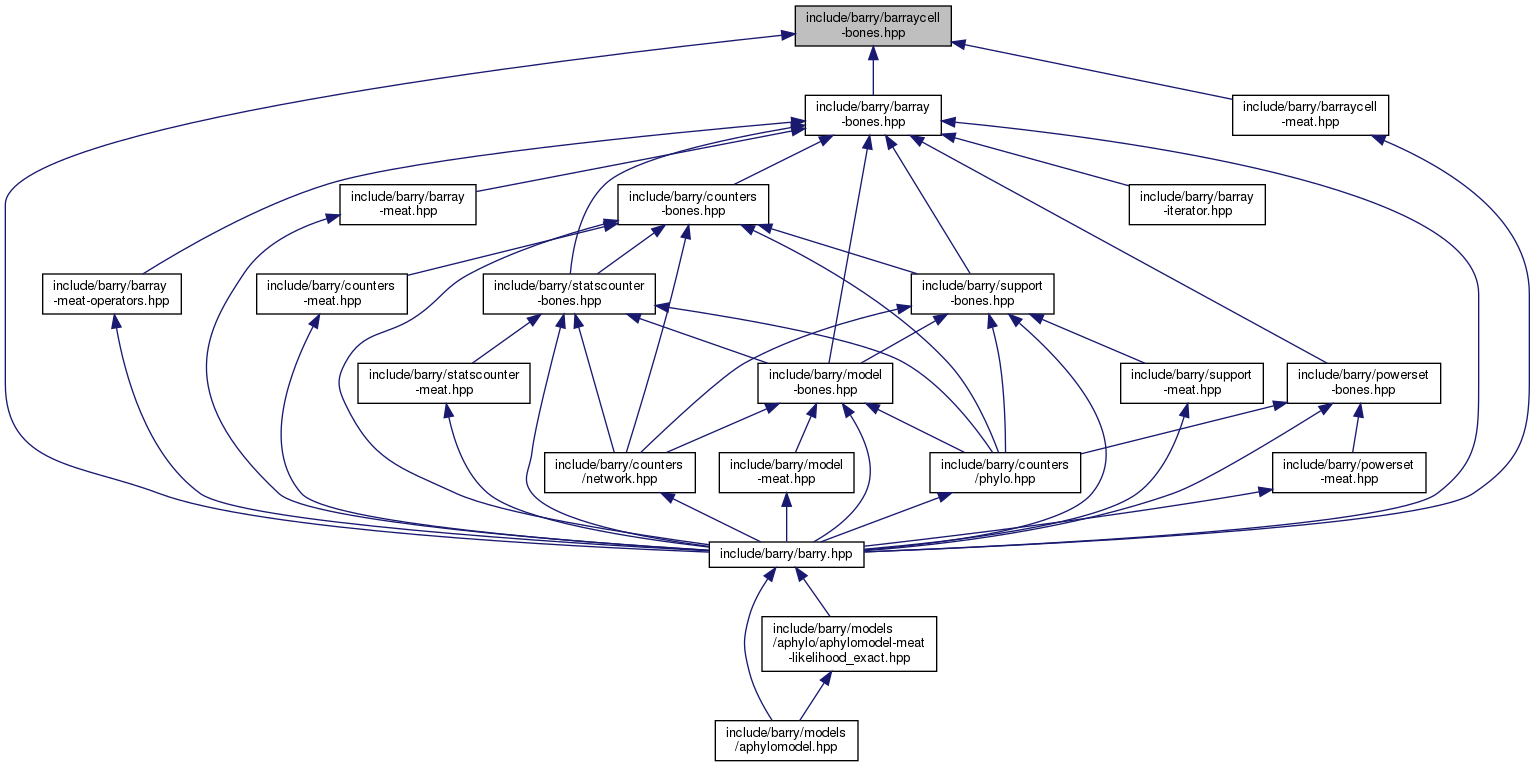 include/barry/barraycell
-bones.hpp
include/barry/barray
-bones.hpp
include/barry/barraycell
-meat.hpp
include/barry/barray
-meat.hpp
include/barry/counters
-bones.hpp
include/barry/barray
-iterator.hpp
include/barry/barray
-meat-operators.hpp
include/barry/counters
-meat.hpp
include/barry/statscounter
-bones.hpp
include/barry/support
-bones.hpp
include/barry/statscounter
-meat.hpp
include/barry/model
-bones.hpp
include/barry/support
-meat.hpp
include/barry/powerset
-bones.hpp
include/barry/counters
/network.hpp
include/barry/model
-meat.hpp
include/barry/counters
/phylo.hpp
include/barry/powerset
-meat.hpp
include/barry/barry.hpp
include/barry/models
/aphylo/aphylomodel-meat
-likelihood_exact.hpp
include/barry/models
/aphylomodel.hpp